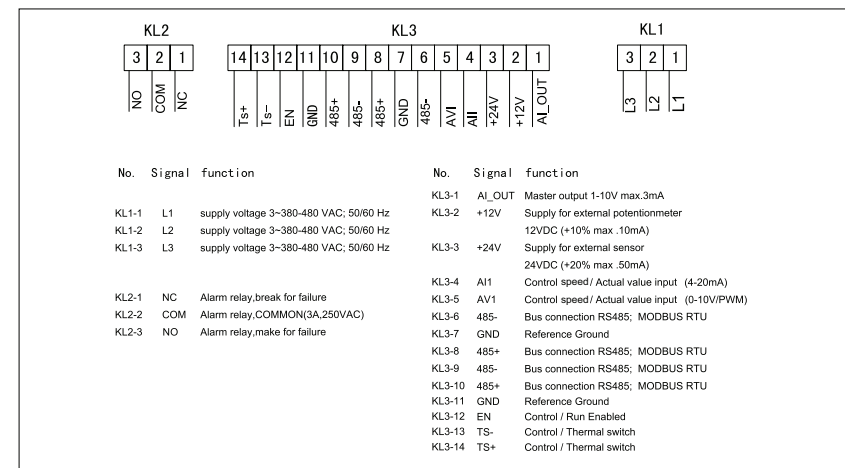 KL2 KL3 KL1
3 2 1 14 13 12 11 10 9 8 7 6 5 4 3 2 1 3 2 1
NO COM NC Ts+ Ts- EN GND 485+ 485- 485+ GND 485- AVI AII +24V +12V AI_OUT L3 L2 L1
No. Signal function
KL1-1 L1 supply voltage 3~380-480 VAC; 50/60 Hz
KL1-2 L2 supply voltage 3~380-480 VAC; 50/60 Hz
KL1-3 L3 supply voltage 3~380-480 VAC; 50/60 Hz
KL2-1 NC Alarm relay,break for failure
KL2-2 COM Alarm relay,COMMON(3A,250VAC)
KL2-3 NO Alarm relay,make for failure
No. Signal function
KL3-1 AI_OUT Master output 1-10V max.3mA
KL3-2 +12V Supply for external potentionmeter
12VDC (+10% max .10mA)
KL3-3 +24V Supply for external sensor
24VDC (+20% max .50mA)
KL3-4 AI1 Control speed/ Actual value input (4-20mA)
KL3-5 AV1 Control speed/ Actual value input (0-10V/PWM)
KL3-6 485- Bus connection RS485; MODBUS RTU
KL3-7 GND Reference Ground
KL3-8 485+ Bus connection RS485; MODBUS RTU
KL3-9 485- Bus connection RS485; MODBUS RTU
KL3-10 485+ Bus connection RS485; MODBUS RTU
KL3-11 GND Reference Ground
KL3-12 EN Control / Run Enabled
KL3-13 TS- Control / Thermal switch
KL3-14 TS+ Control / Thermal switch